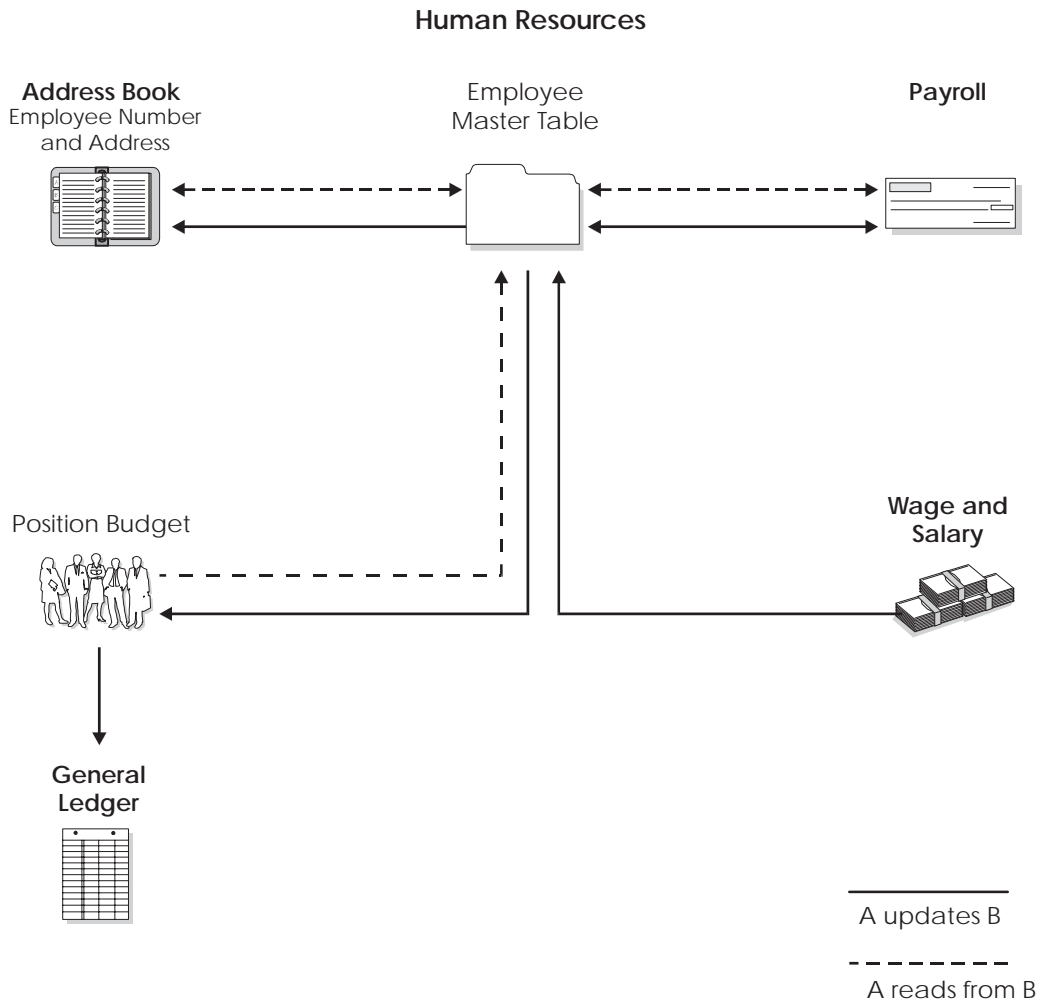 Human Resources
Address Book
Employee Number
and Address
Employee
Master Table
Payroll
Position Budget
Wage and
Salary
General
Ledger
A updates B
A reads from B